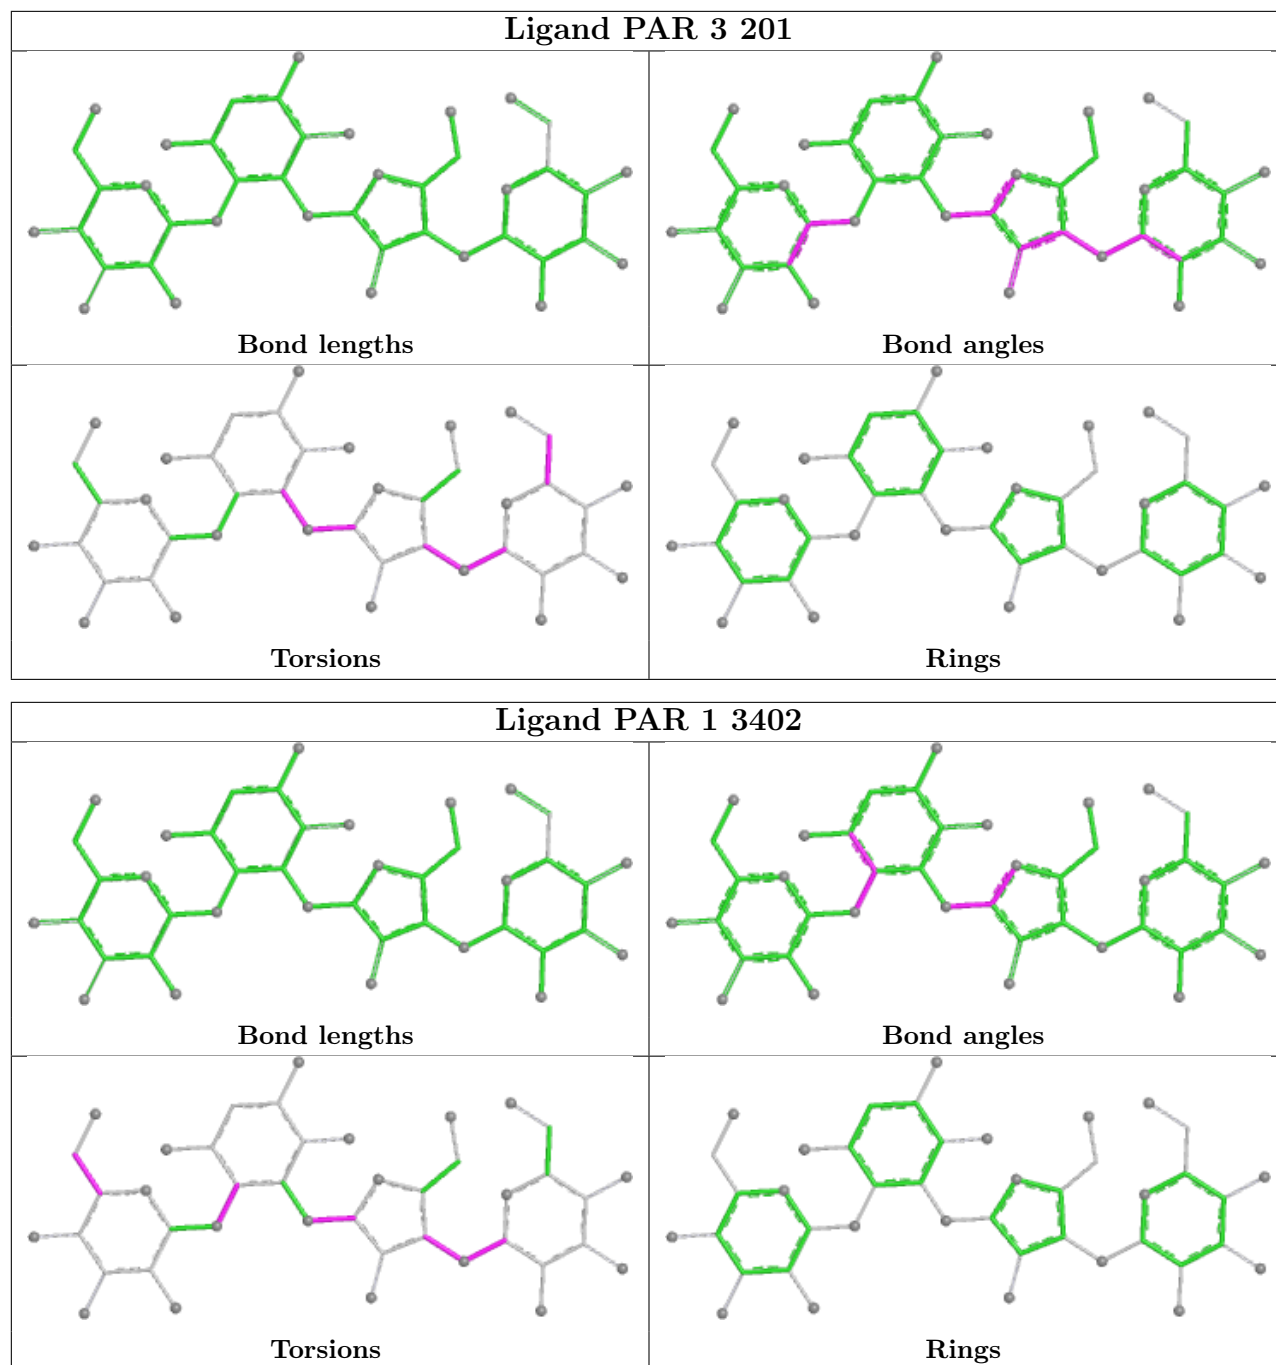 Ligand PAR 3 201
Bond lengths
Bond angles
Torsions
Rings
Ligand PAR 1 3402
Bond lengths
Bond angles
Torsions
Rings